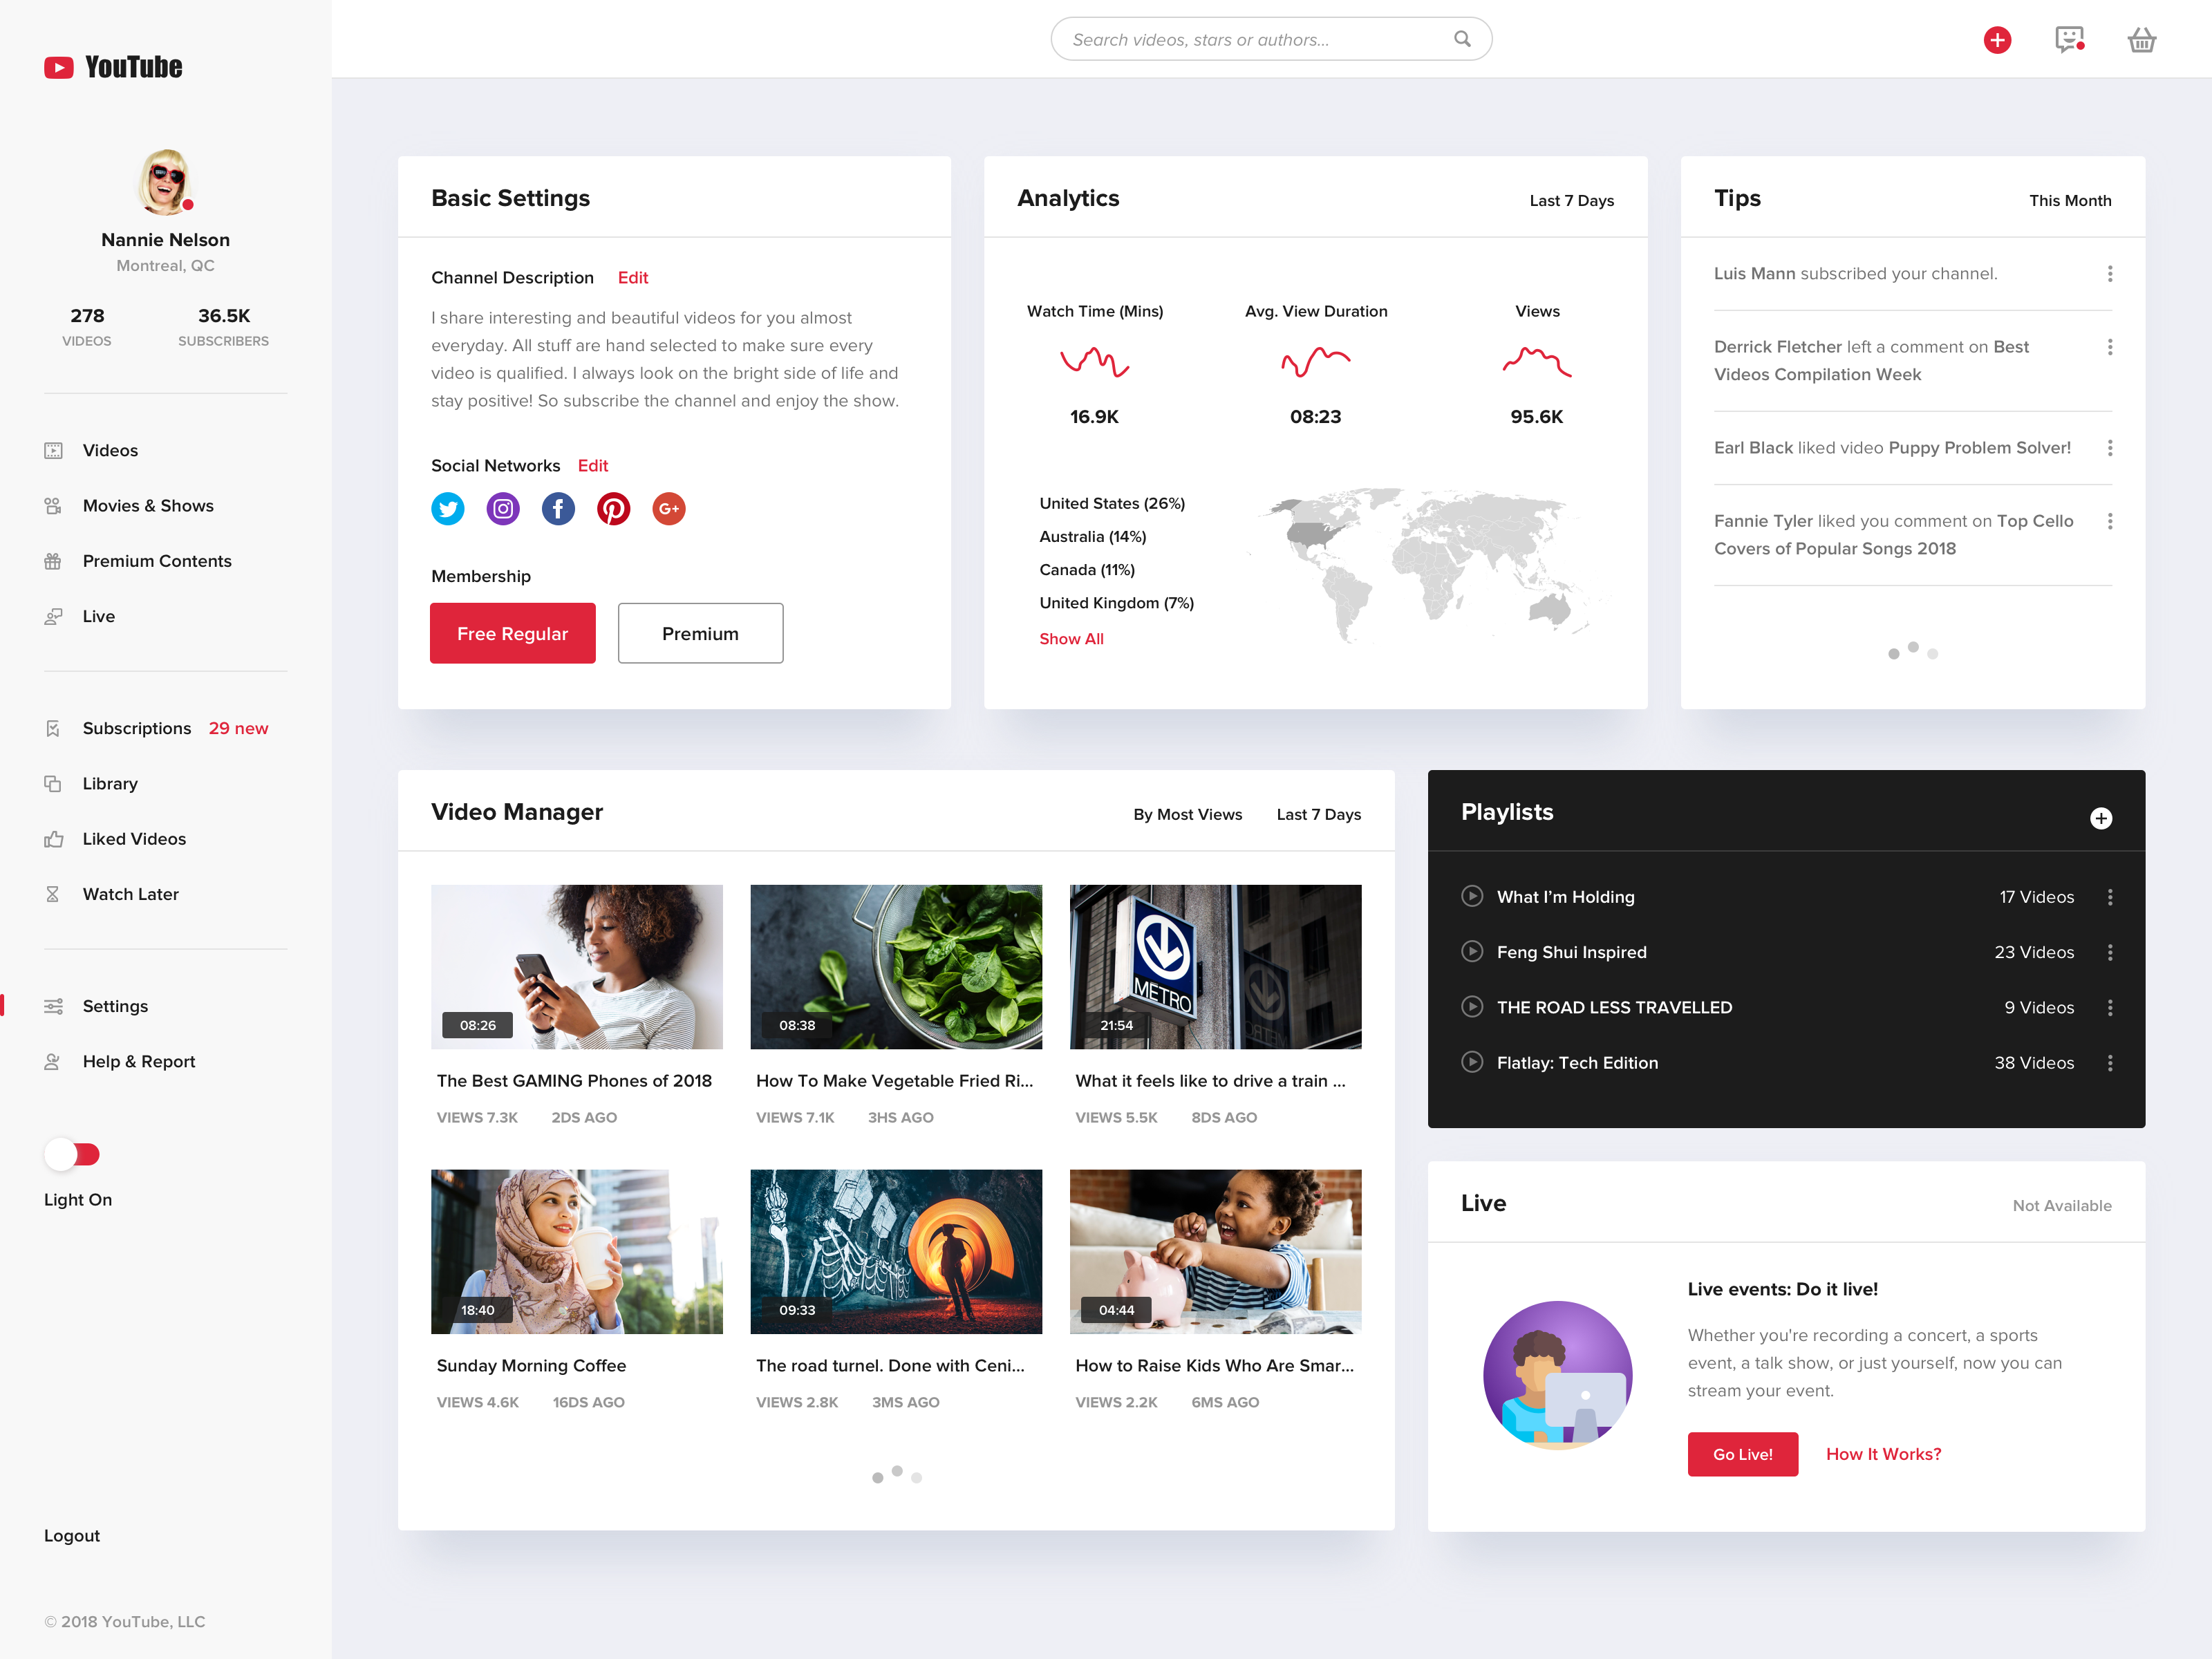 YouTube
Search videos, stars or authors...
Nannie Nelson
Montreal, QC
278
VIDEOS
36.5K
SUBSCRIBERS
Videos
Movies & Shows
Premium Contents
Live
Subscriptions 29 new
Library
Liked Videos
Watch Later
Settings
Help & Report
Light On
Logout
© 2018 YouTube, LLC
Basic Settings
Channel Description Edit
I share interesting and beautiful videos for you almost
everyday. All stuff are hand selected to make sure every
video is qualified. I always look on the bright side of life and
stay positive! So subscribe the channel and enjoy the show.
Social Networks Edit
G+
Membership
Free Regular
Premium
Analytics
Last 7 Days
Watch Time (Mins)
16.9K
Avg. View Duration
08:23
Views
95.6K
United States (26%)
Australia (14%)
Canada (11%)
United Kingdom (7%)
Show All
Tips
This Month
Luis Mann subscribed your channel.
Derrick Fletcher left a comment on Best
Videos Compilation Week
Earl Black liked video Puppy Problem Solver!
Fannie Tyler liked you comment on Top Cello
Covers of Popular Songs 2018
Video Manager
By Most Views
Last 7 Days
08:26
The Best GAMING Phones of 2018
VIEWS 7.3K 2DS AGO
08:38
How To Make Vegetable Fried Ri...
VIEWS 7.1K 3HS AGO
METRO
METRO
21:54
What it feels like to drive a train ...
VIEWS 5.5K 8DS AGO
18:40
Sunday Morning Coffee
VIEWS 4.6K 16DS AGO
09:33
The road turnel. Done with Ceni...
VIEWS 2.8K 3MS AGO
04:44
How to Raise Kids Who Are Smar...
VIEWS 2.2K 6MS AGO
Playlists
What I'm Holding 17 Videos
Feng Shui Inspired 23 Videos
THE ROAD LESS TRAVELLED 9 Videos
Flatlay: Tech Edition 38 Videos
Live
Not Available
Live events: Do it live!
Whether you're recording a concert, a sports
event, a talk show, or just yourself, now you can
stream your event.
Go Live!
How It Works?